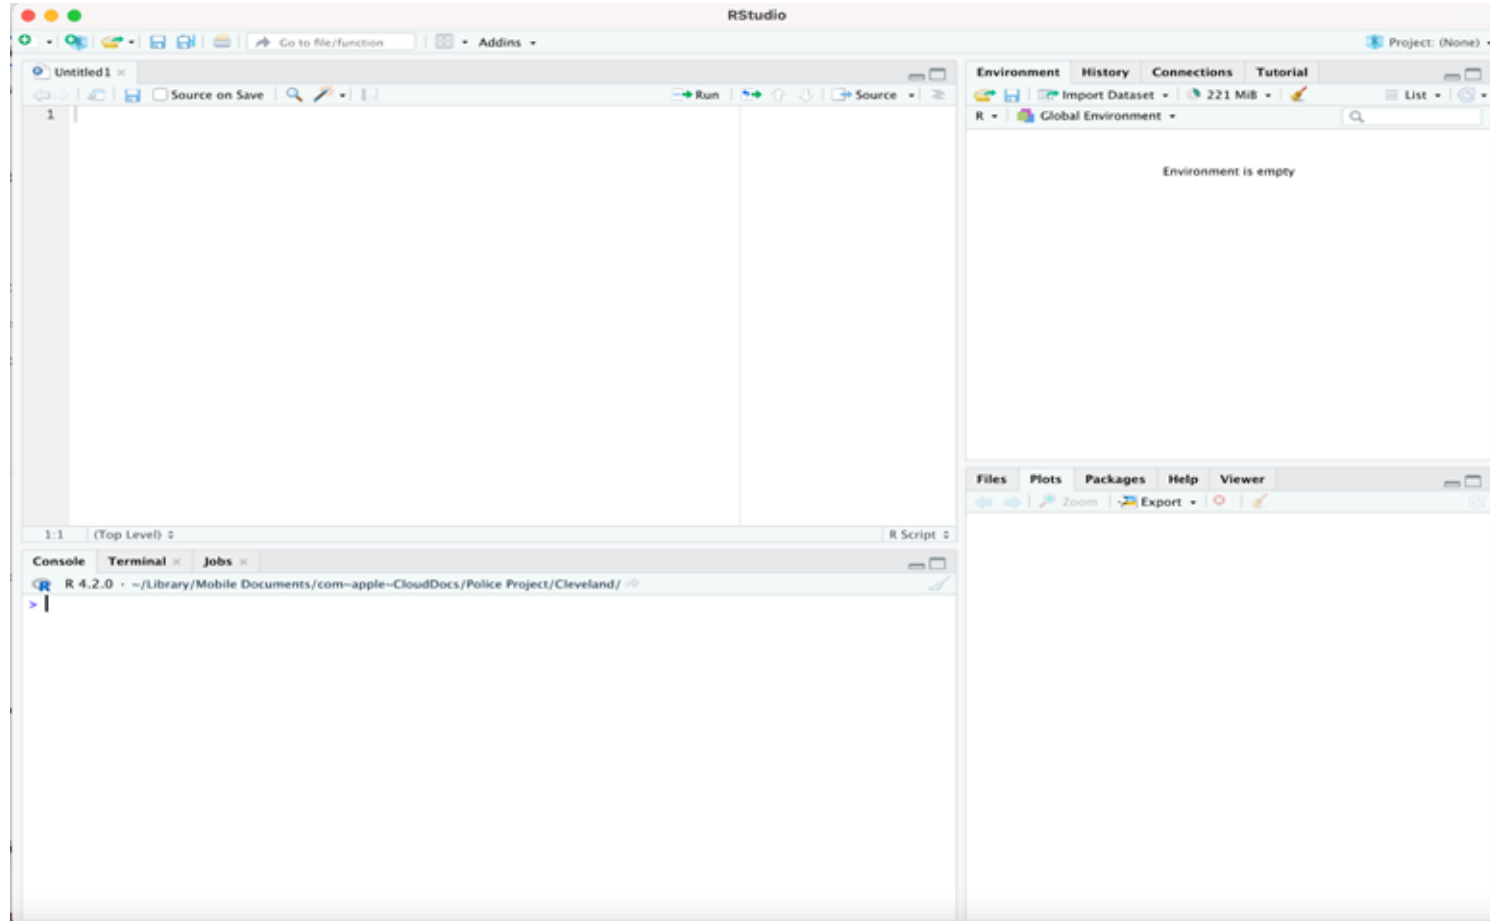 RStudio
Go to file/function Addins Project: (None)
Untitled1
Source on Save Run Source
1
1:1 (Top Level) R Script
Console Terminal Jobs
R 4.2.0 · ~/Library/Mobile Documents/com~apple~CloudDocs/Police Project/Cleveland/
>
Environment History Connections Tutorial
Import Dataset 221 MiB List
R Global Environment
Environment is empty
Files Plots Packages Help Viewer
Zoom Export